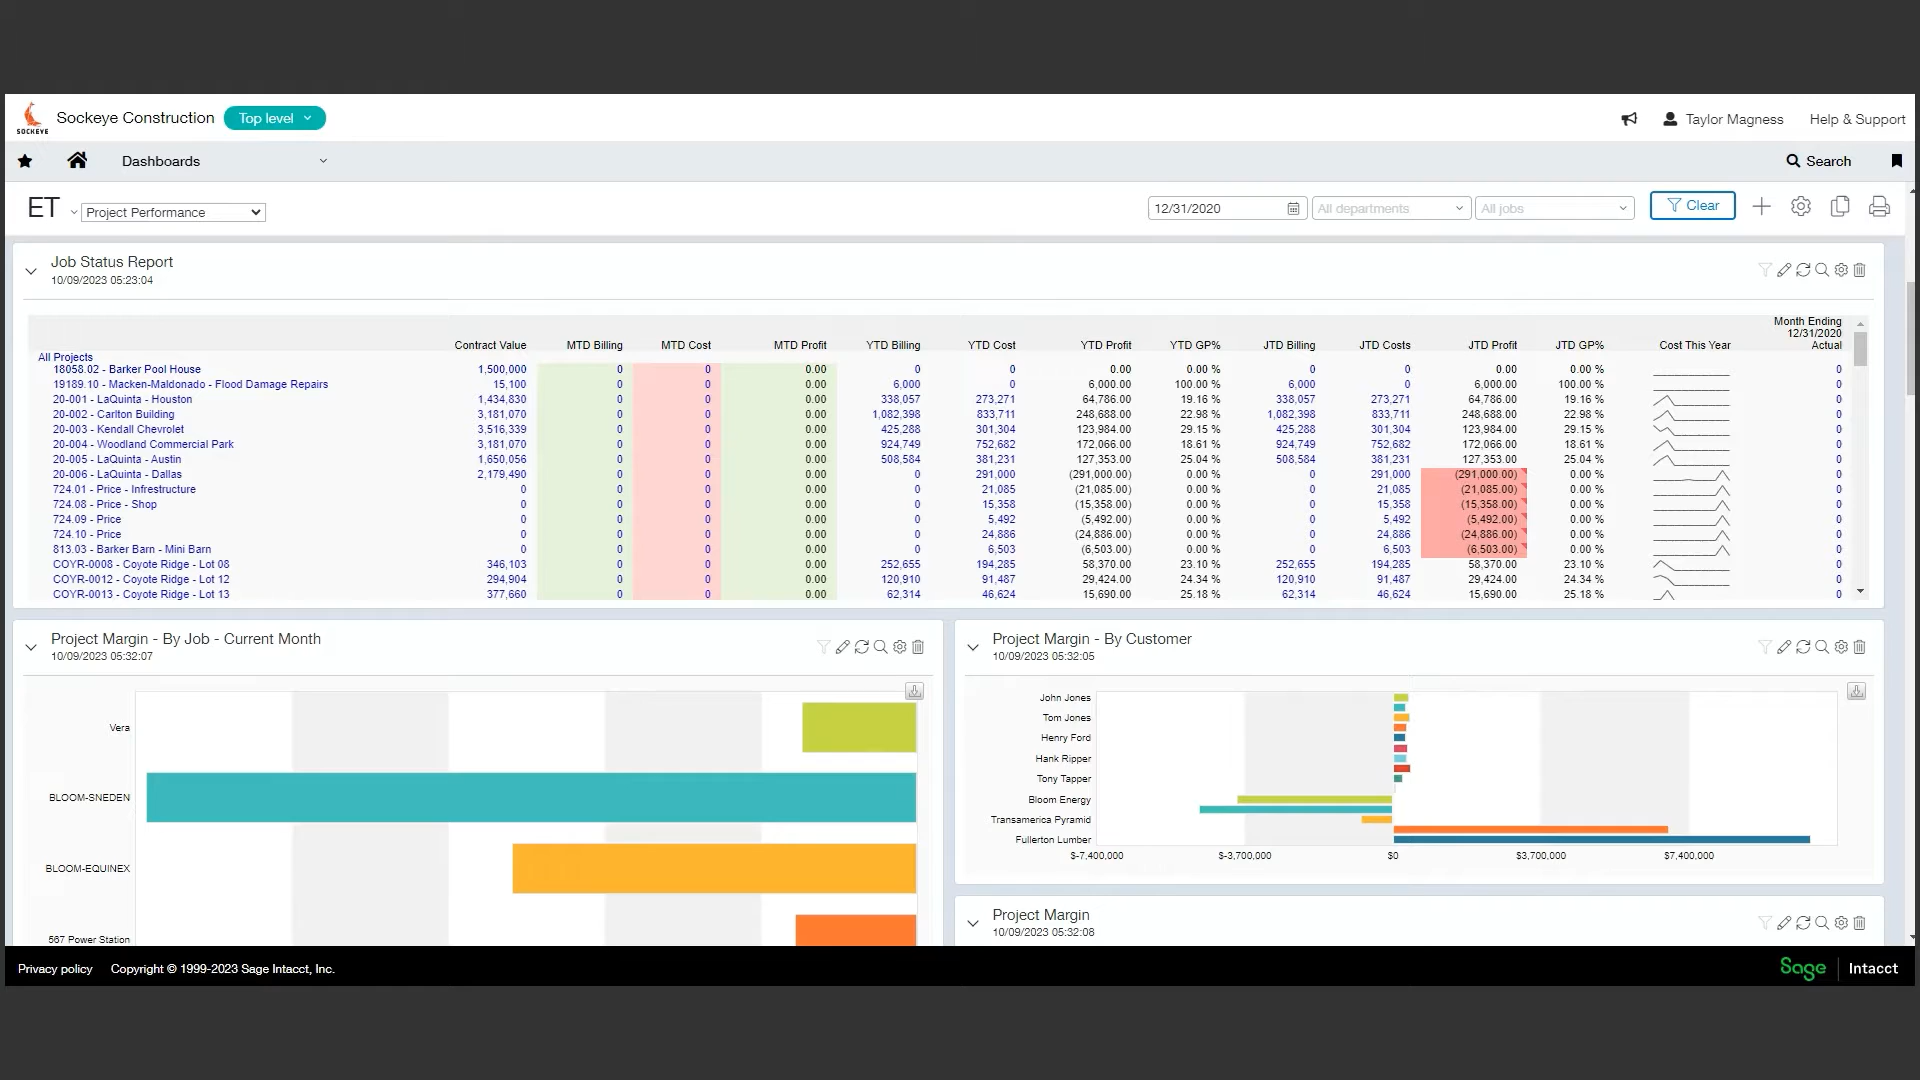 SOCKEYE Sockeye Construction Top level Taylor Magness Help & Support
Dashboards Search
ET Project Performance 12/31/2020 All departments All jobs Clear
Job Status Report
10/09/2023 05:23:04
Month Ending
12/31/2020
Contract Value MTD Billing MTD Cost MTD Profit YTD Billing YTD Cost YTD Profit YTD GP% JTD Billing JTD Costs JTD Profit JTD GP% Cost This Year Actual
All Projects
18058.02 - Barker Pool House 1,500,000 0 0 0.00 0 0 0.00 0.00 % 0 0 0.00 0.00 % 0
19189.10 - Macken-Maldonado - Flood Damage Repairs 15,100 0 0 0.00 6,000 0 6,000.00 100.00 % 6,000 0 6,000.00 100.00 % 0
20-001 - LaQuinta - Houston 1,434,830 0 0 0.00 338,057 273,271 64,786.00 19.16 % 338,057 273,271 64,786.00 19.16 % 0
20-002 - Carlton Building 3,181,070 0 0 0.00 1,082,398 833,711 248,688.00 22.98 % 1,082,398 833,711 248,688.00 22.98 % 0
20-003 - Kendall Chevrolet 3,516,339 0 0 0.00 425,288 301,304 123,984.00 29.15 % 425,288 301,304 123,984.00 29.15 % 0
20-004 - Woodland Commercial Park 3,181,070 0 0 0.00 924,749 752,682 172,066.00 18.61 % 924,749 752,682 172,066.00 18.61 % 0
20-005 - LaQuinta - Austin 1,650,056 0 0 0.00 508,584 381,231 127,353.00 25.04 % 508,584 381,231 127,353.00 25.04 % 0
20-006 - LaQuinta - Dallas 2,179,490 0 0 0.00 0 291,000 (291,000.00) 0.00 % 0 291,000 (291,000.00) 0.00 % 0
724.01 - Price - Infrestructure 0 0 0 0.00 0 21,085 (21,085.00) 0.00 % 0 21,085 (21,085.00) 0.00 % 0
724.08 - Price - Shop 0 0 0 0.00 0 15,358 (15,358.00) 0.00 % 0 15,358 (15,358.00) 0.00 % 0
724.09 - Price 0 0 0 0.00 0 5,492 (5,492.00) 0.00 % 0 5,492 (5,492.00) 0.00 % 0
724.10 - Price 0 0 0 0.00 0 24,886 (24,886.00) 0.00 % 0 24,886 (24,886.00) 0.00 % 0
813.03 - Barker Barn - Mini Barn 0 0 0 0.00 0 6,503 (6,503.00) 0.00 % 0 6,503 (6,503.00) 0.00 % 0
COYR-0008 - Coyote Ridge - Lot 08 346,103 0 0 0.00 252,655 194,285 58,370.00 23.10 % 252,655 194,285 58,370.00 23.10 % 0
COYR-0012 - Coyote Ridge - Lot 12 294,904 0 0 0.00 120,910 91,487 29,424.00 24.34 % 120,910 91,487 29,424.00 24.34 % 0
COYR-0013 - Coyote Ridge - Lot 13 377,660 0 0 0.00 62,314 46,624 15,690.00 25.18 % 62,314 46,624 15,690.00 25.18 % 0
Project Margin - By Job - Current Month
10/09/2023 05:32:07
Vera
BLOOM-SNEDEN
BLOOM-EQUINEX
567 Power Station
Project Margin - By Customer
10/09/2023 05:32:05
John Jones
Tom Jones
Henry Ford
Hank Ripper
Tony Tapper
Bloom Energy
Transamerica Pyramid
Fullerton Lumber
$-7,400,000 $-3,700,000 $0 $3,700,000 $7,400,000
Project Margin
10/09/2023 05:32:08
Privacy policy Copyright © 1999-2023 Sage Intacct, Inc. Sage Intacct